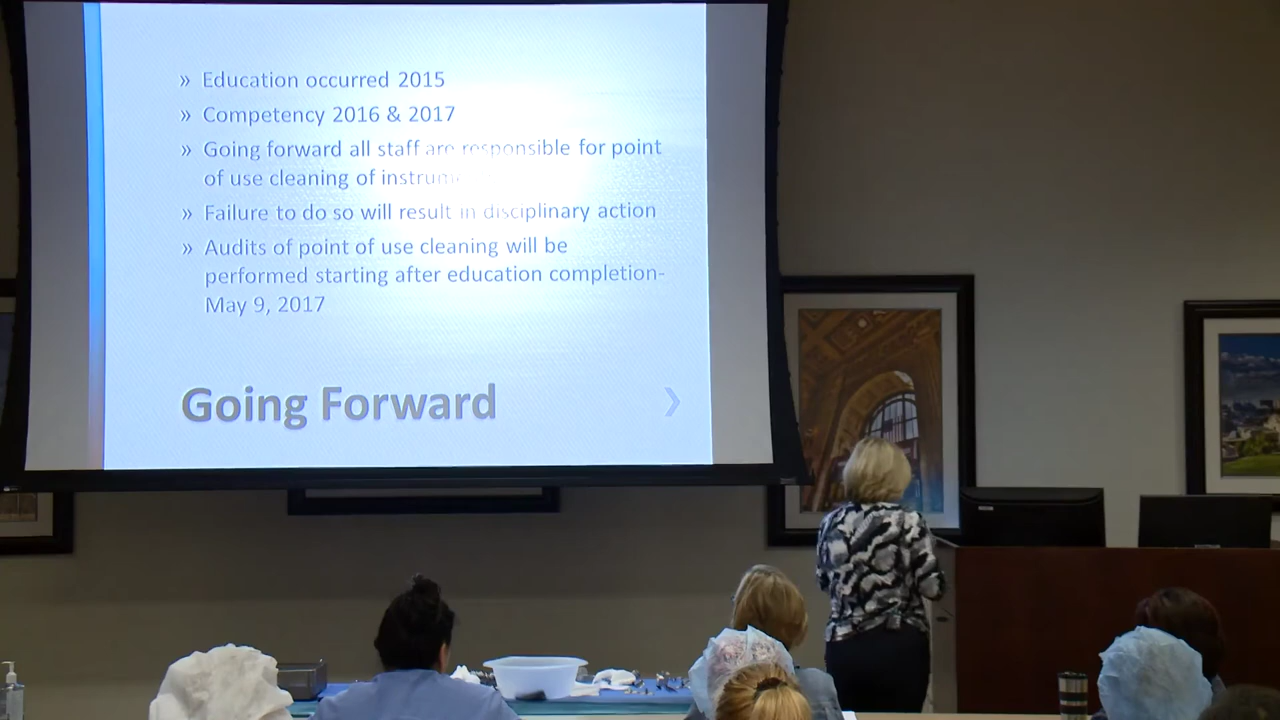 » Education occurred 2015
» Competency 2016 & 2017
» Going forward all staff are responsible for point
of use cleaning of
» Failure to do so will result in disciplinary action
» Audits of point of use cleaning will be
performed starting after education completion-
May 9, 2017
Going Forward